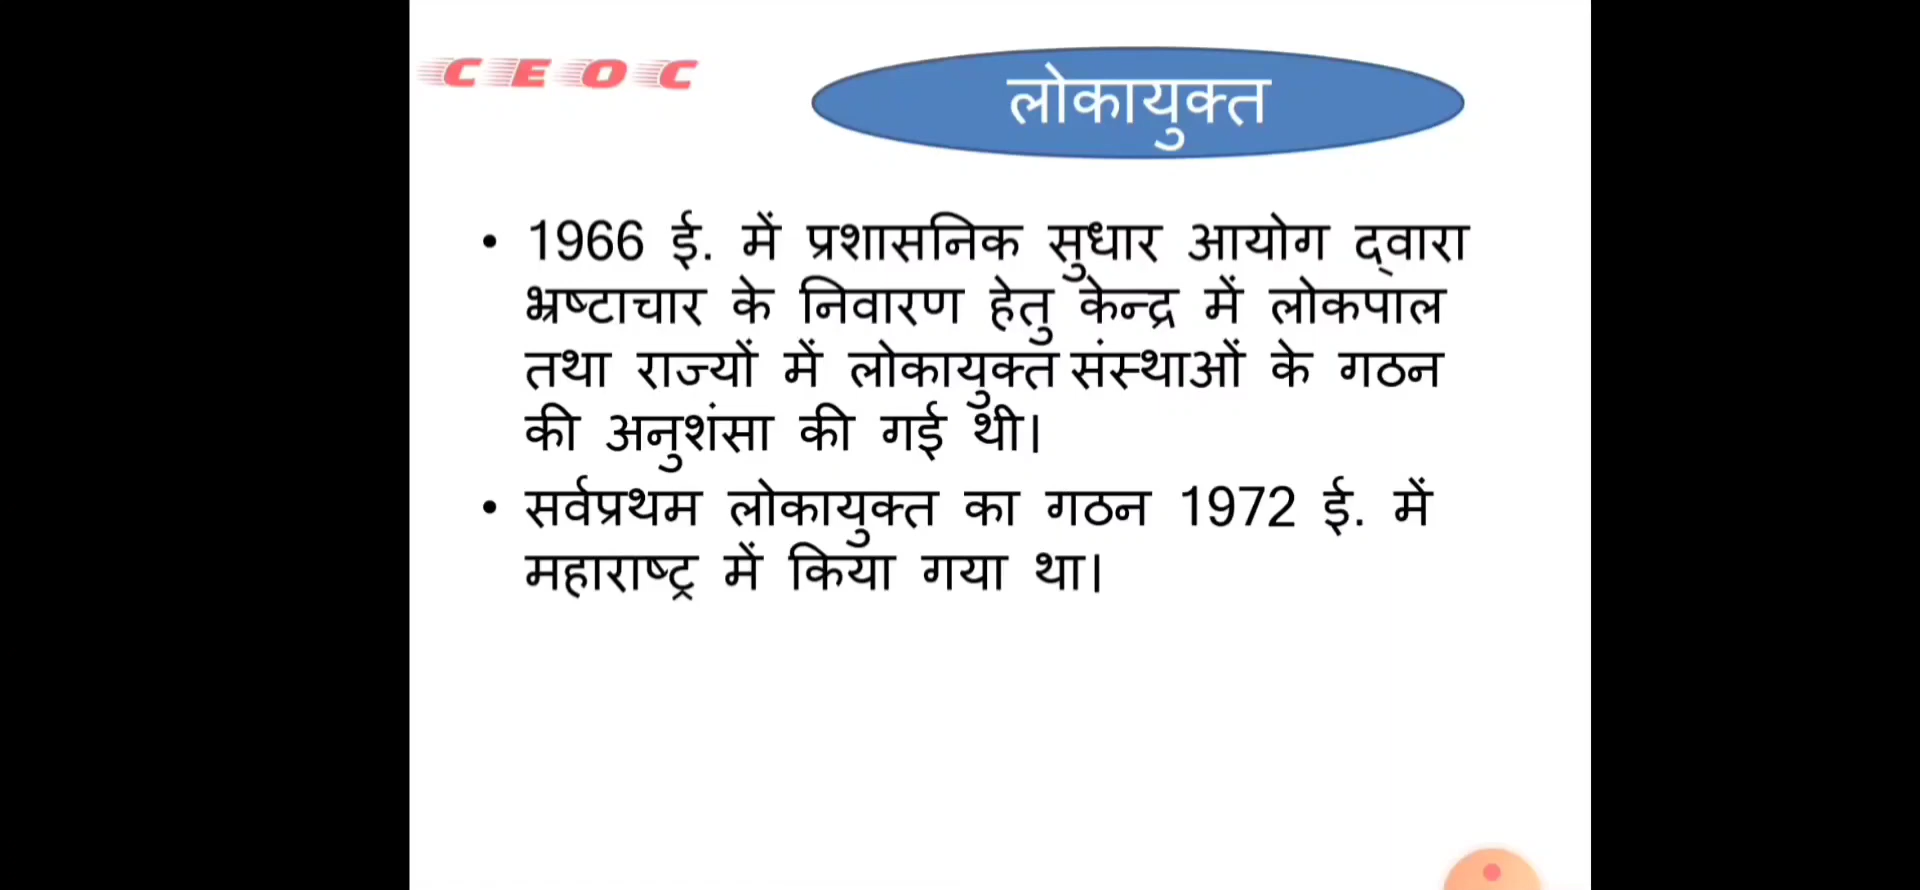 CEOC
लोकायुक्त
• 1966 ई. में प्रशासनिक सुधार आयोग द्वारा
भ्रष्टाचार के निवारण हेतु केन्द्र में लोकपाल
तथा राज्यों में लोकायुक्त संस्थाओं के गठन
की अनुशंसा की गई थी।
• सर्वप्रथम लोकायुक्त का गठन 1972 ई. में
महाराष्ट्र में किया गया था।